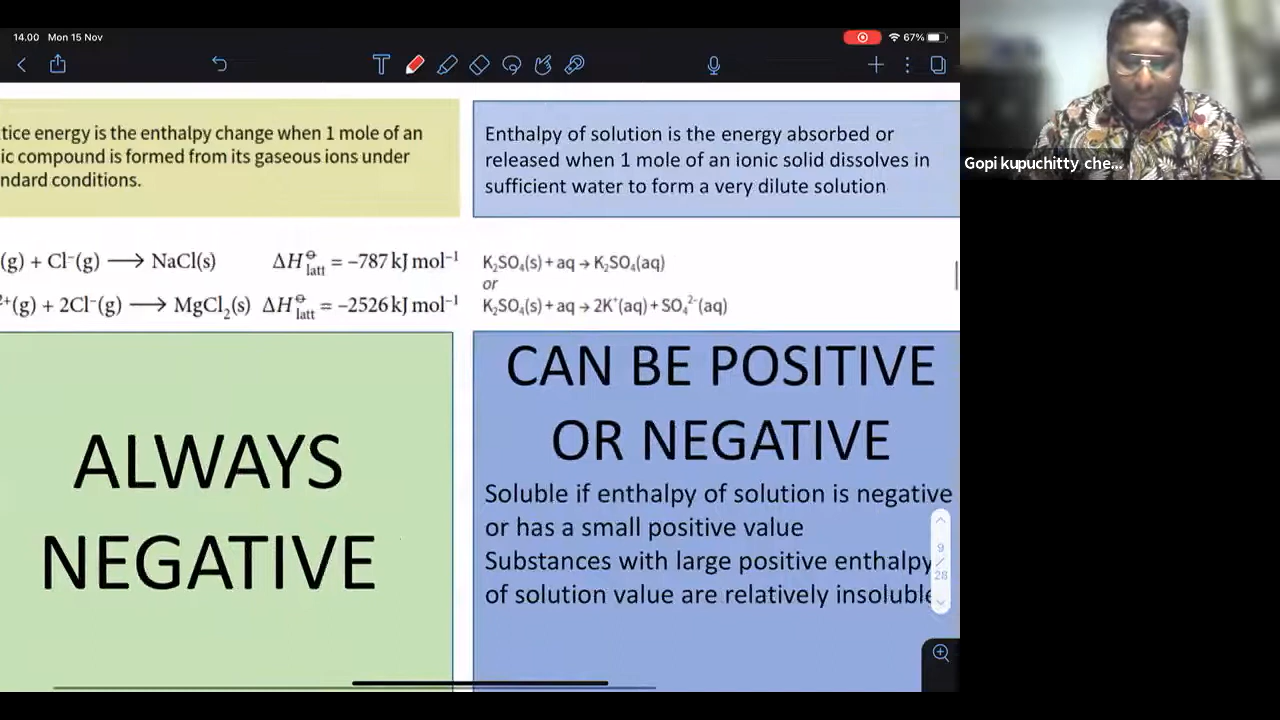 14.00 Mon 15 Nov
67%
tice energy is the enthalpy change when 1 mole of an
ic compound is formed from its gaseous ions under
ndard conditions.
Enthalpy of solution is the energy absorbed or
released when 1 mole of an ionic solid dissolves in
sufficient water to form a very dilute solution
Gopi kupuchitty che...
(g) + Cl⁻(g) ⟶ NaCl(s) ΔH⦵latt = −787 kJ mol⁻¹
²⁺(g) + 2Cl⁻(g) ⟶ MgCl₂(s) ΔH⦵latt = −2526 kJ mol⁻¹
K₂SO₄(s) + aq → K₂SO₄(aq)
or
K₂SO₄(s) + aq → 2K⁺(aq) + SO₄²⁻(aq)
ALWAYS
NEGATIVE
CAN BE POSITIVE
OR NEGATIVE
Soluble if enthalpy of solution is negative
or has a small positive value
Substances with large positive enthalpy
of solution value are relatively insoluble
9
/
28